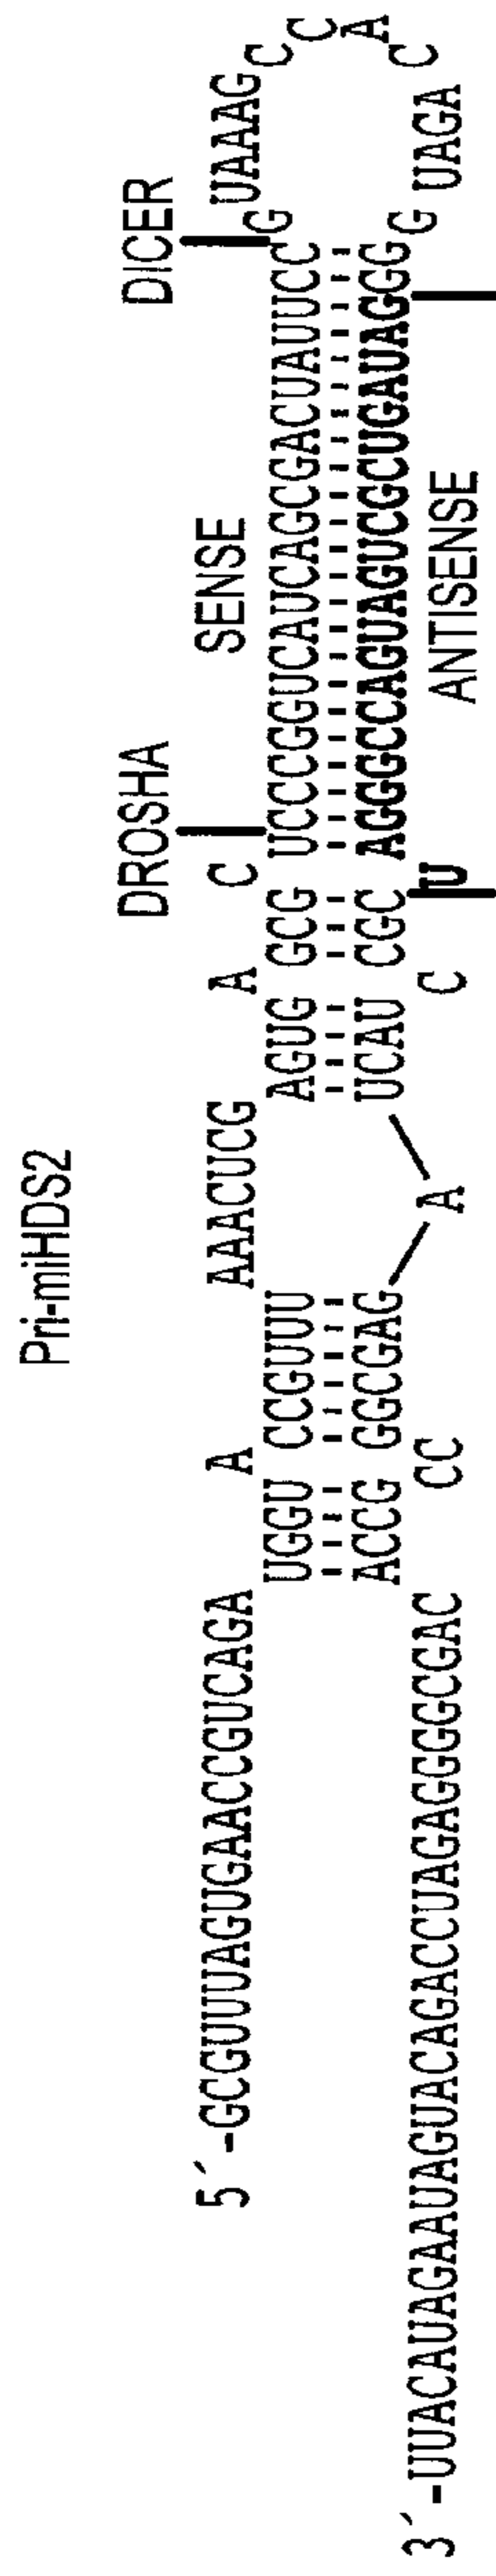 Pri-miHDS2
DROSHA DICER
SENSE
5´-GCGUUUAGUGAACCGUCAGA A AAACUCG A C UAAAG C
UGGU CCGUUU AGUG GCG UCCCGGUCAUCAGCGACUAUUCC G C
A
ACCG GGCGAG UCAU CGC AGGGCCAGUAGUCGCUGAUAGGG G C
3´-UUACAUAGAAUAGUACAGACCUAGAGGGGCGAC CC A C U UAGA
ANTISENSE